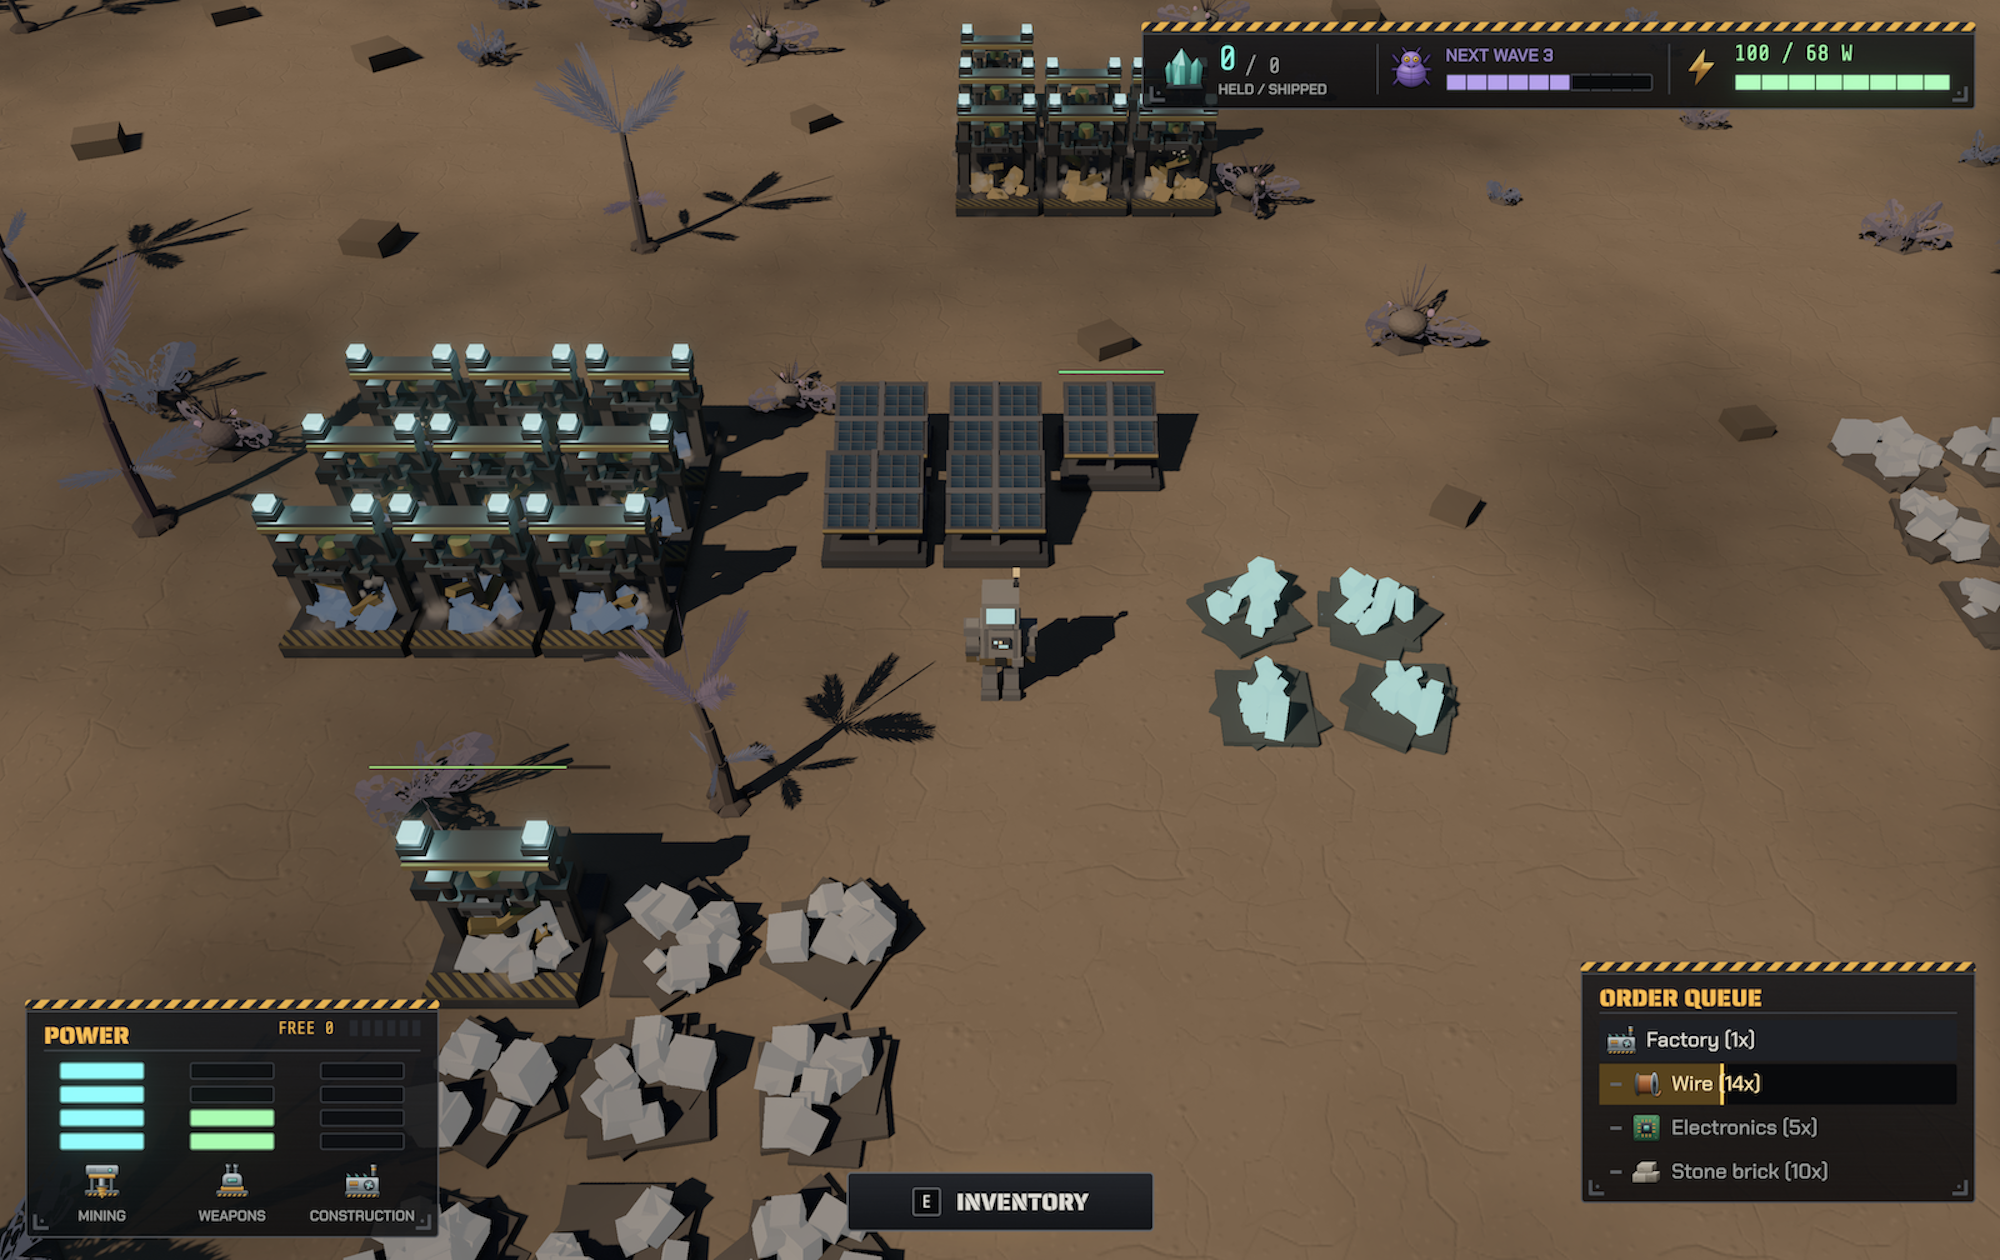 0 / 0
HELD / SHIPPED
NEXT WAVE 3
100 / 68 W
POWER
FREE 0
MINING
WEAPONS
CONSTRUCTION
E INVENTORY
ORDER QUEUE
Factory (1x)
Wire (14x)
Electronics (5x)
Stone brick (10x)